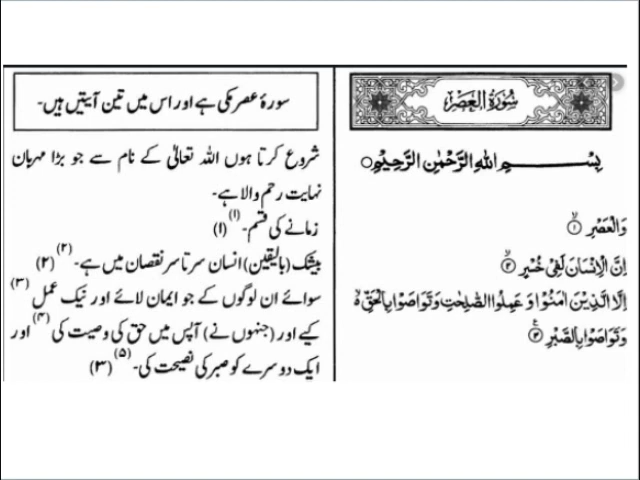 سُوۡرَةُ الۡعَصۡرِ
بِسۡمِ اللهِ الرَّحۡمٰنِ الرَّحِيۡمِ
وَالۡعَصۡرِ ۙ﴿۱﴾
اِنَّ الۡاِنۡسَانَ لَفِىۡ خُسۡرٍ ۙ﴿۲﴾
اِلَّا الَّذِيۡنَ اٰمَنُوۡا وَعَمِلُوا الصّٰلِحٰتِ وَتَوَاصَوۡا بِالۡحَقِّ ۙ
وَتَوَاصَوۡا بِالصَّبۡرِ ﴿۳﴾
سورۂ عصر مکی ہے اور اس میں تین آیتیں ہیں۔
شروع کرتا ہوں اللہ تعالیٰ کے نام سے جو بڑا مہربان
نہایت رحم والا ہے۔
زمانے کی قسم۔ (۱) (۱)
بیشک (بالیقین) انسان سرتا سر نقصان میں ہے۔ (۲) (۲)
سوائے ان لوگوں کے جو ایمان لائے اور نیک عمل (۳)
کیے اور (جنہوں نے) آپس میں حق کی وصیت کی (۴) اور
ایک دوسرے کو صبر کی نصیحت کی۔ (۵) (۳)